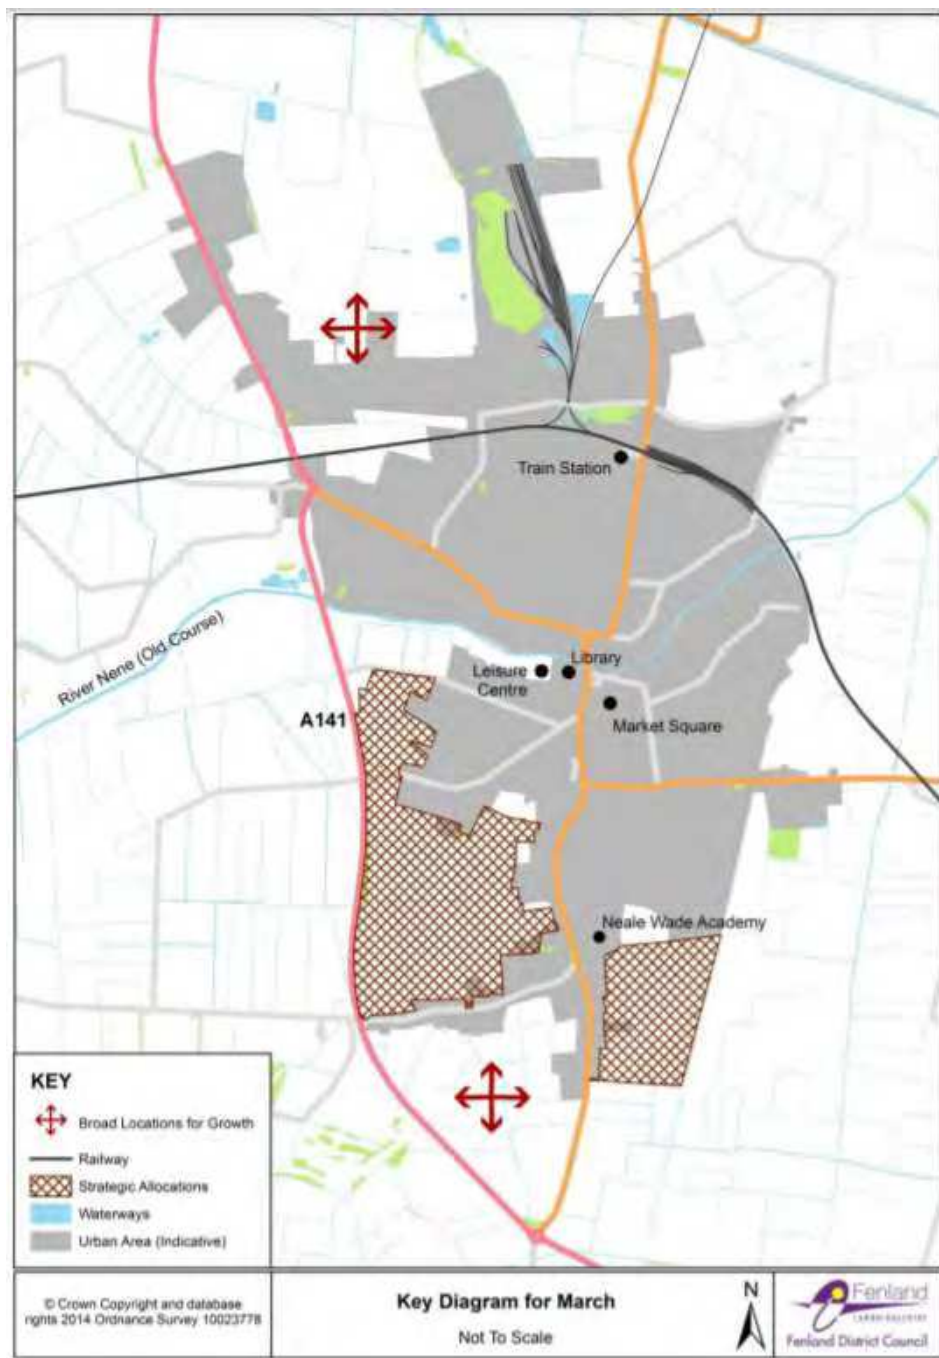 Train Station
River Nene (Old Course)
Leisure
Centre
Library
A141
Market Square
Neale Wade Academy
KEY
Broad Locations for Growth
Railway
Strategic Allocations
Waterways
Urban Area (Indicative)
© Crown Copyright and database
rights 2014 Ordnance Survey 10023778
Key Diagram for March
Not To Scale
N
Fenland
CAMBRIDGESHIRE
Fenland District Council